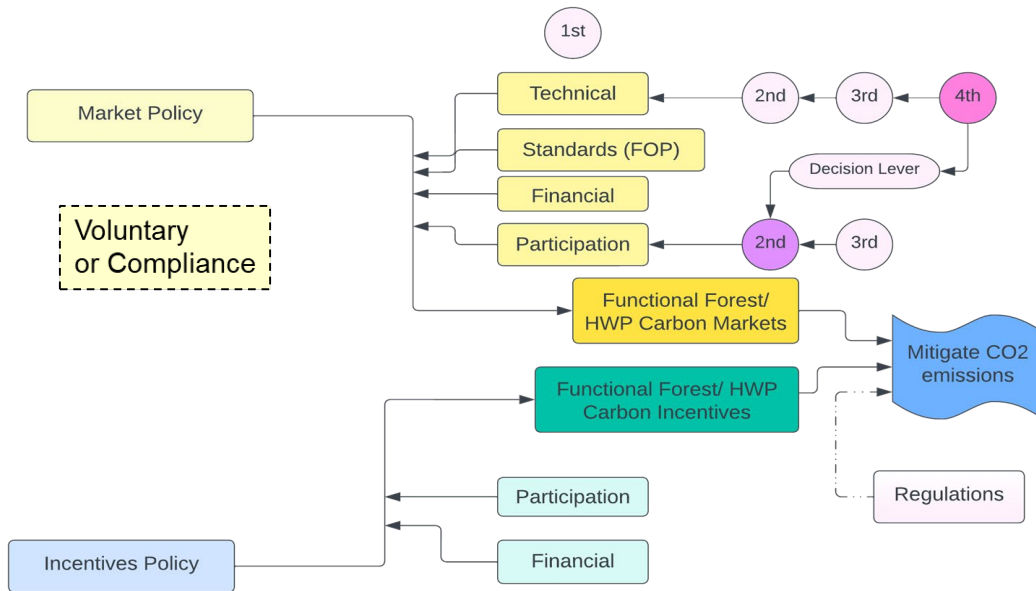 1st
Technical
2nd
3rd
4th
Market Policy
Standards (FOP)
Decision Lever
Financial
Voluntary
or Compliance
Participation
2nd
3rd
Functional Forest/
HWP Carbon Markets
Mitigate CO2
emissions
Functional Forest/ HWP
Carbon Incentives
Participation
Regulations
Incentives Policy
Financial